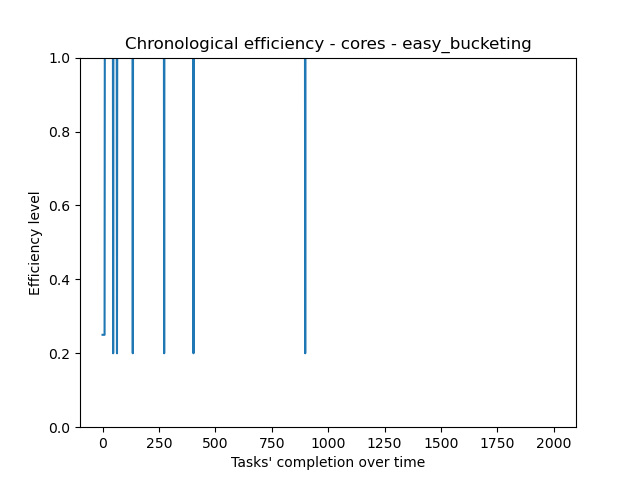 Chronological efficiency - cores - easy_bucketing
1.0
0.8
0.6
0.4
0.2
0.0
Efficiency level
0 250 500 750 1000 1250 1500 1750 2000
Tasks' completion over time